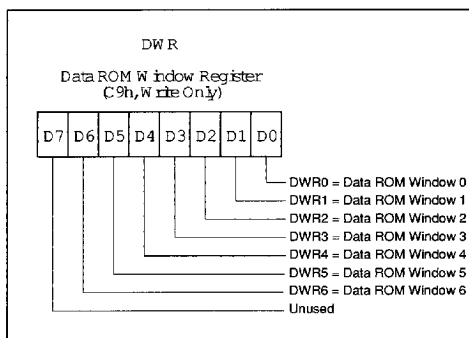 DWR
Data ROM Window Register
(C9h, Write Only)
D7 D6 D5 D4 D3 D2 D1 D0
DWR0 = Data ROM Window 0
DWR1 = Data ROM Window 1
DWR2 = Data ROM Window 2
DWR3 = Data ROM Window 3
DWR4 = Data ROM Window 4
DWR5 = Data ROM Window 5
DWR6 = Data ROM Window 6
Unused